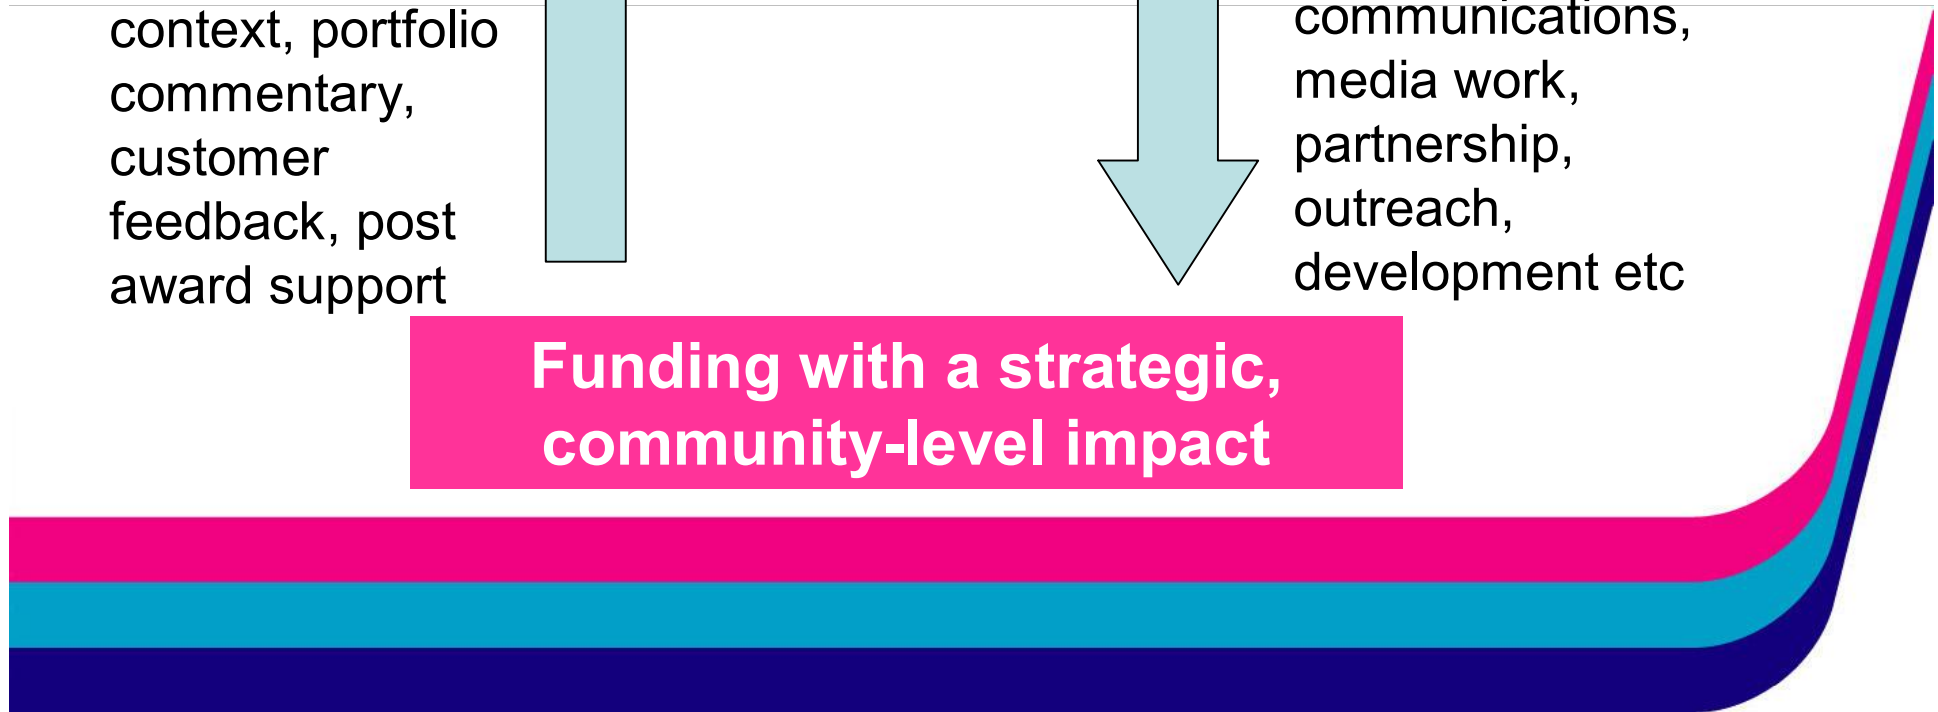 context, portfolio
commentary,
customer
feedback, post
award support
communications,
media work,
partnership,
outreach,
development etc
Funding with a strategic,
community-level impact